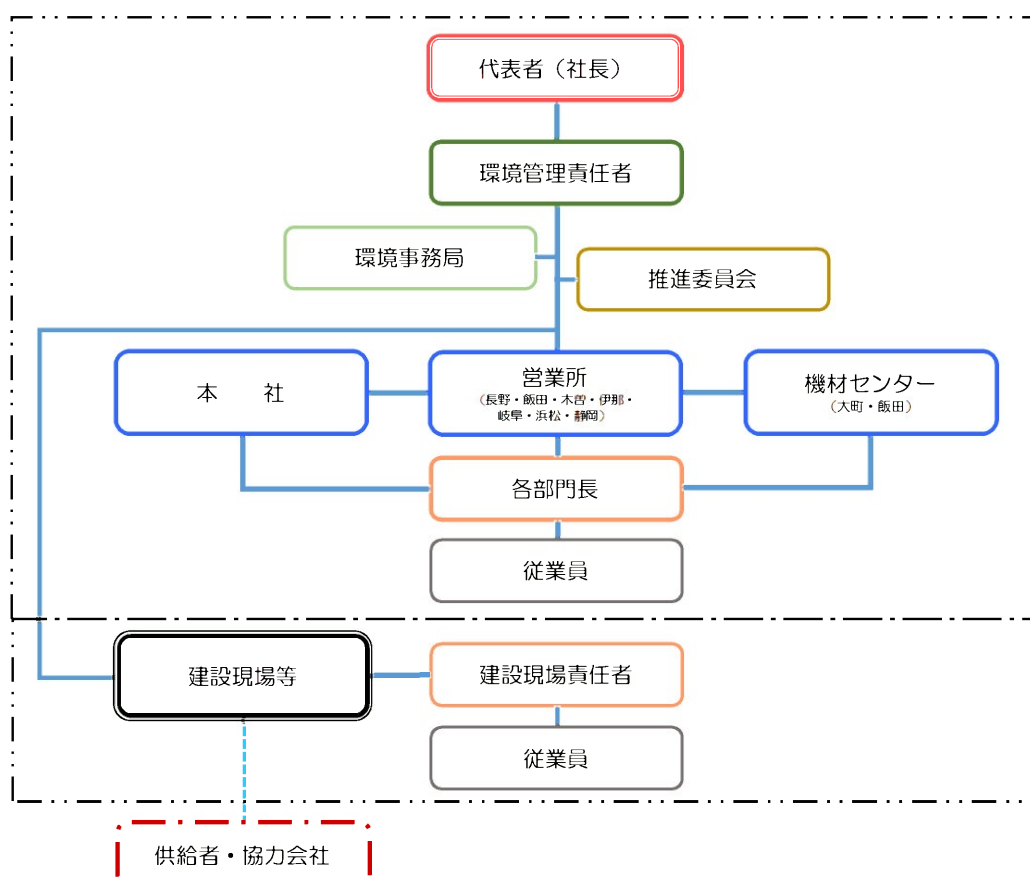 代表者（社長）
環境管理責任者
環境事務局
推進委員会
本　　社
営業所
（長野・飯田・木曽・伊那・
岐阜・浜松・静岡）
機材センター
（大町・飯田）
各部門長
従業員
建設現場等
建設現場責任者
従業員
供給者・協力会社